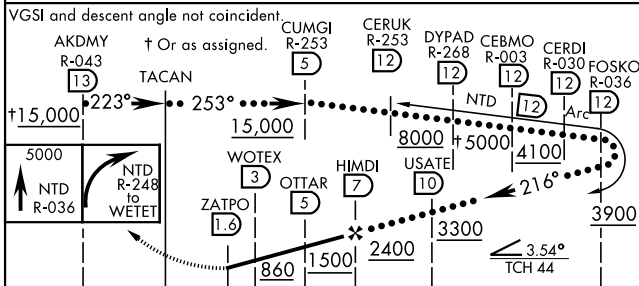 VGSI and descent angle not coincident.
† Or as assigned.
AKDMY
R-043
13
TACAN
CUMGI
R-253
5
CERUK
R-253
12
DYPAD
R-268
12
CEBMO
R-003
12
CERDI
R-030
12
FOSKO
R-036
12
NTD
12
Arc
†15,000
223°
253°
15,000
8000
†5000
4100
3900
5000
NTD
R-036
NTD
R-248
to
WETET
ZATPO
1.6
WOTEX
3
OTTAR
5
HIMDI
7
USATE
10
216°
860
1500
2400
3300
3.54°
TCH 44